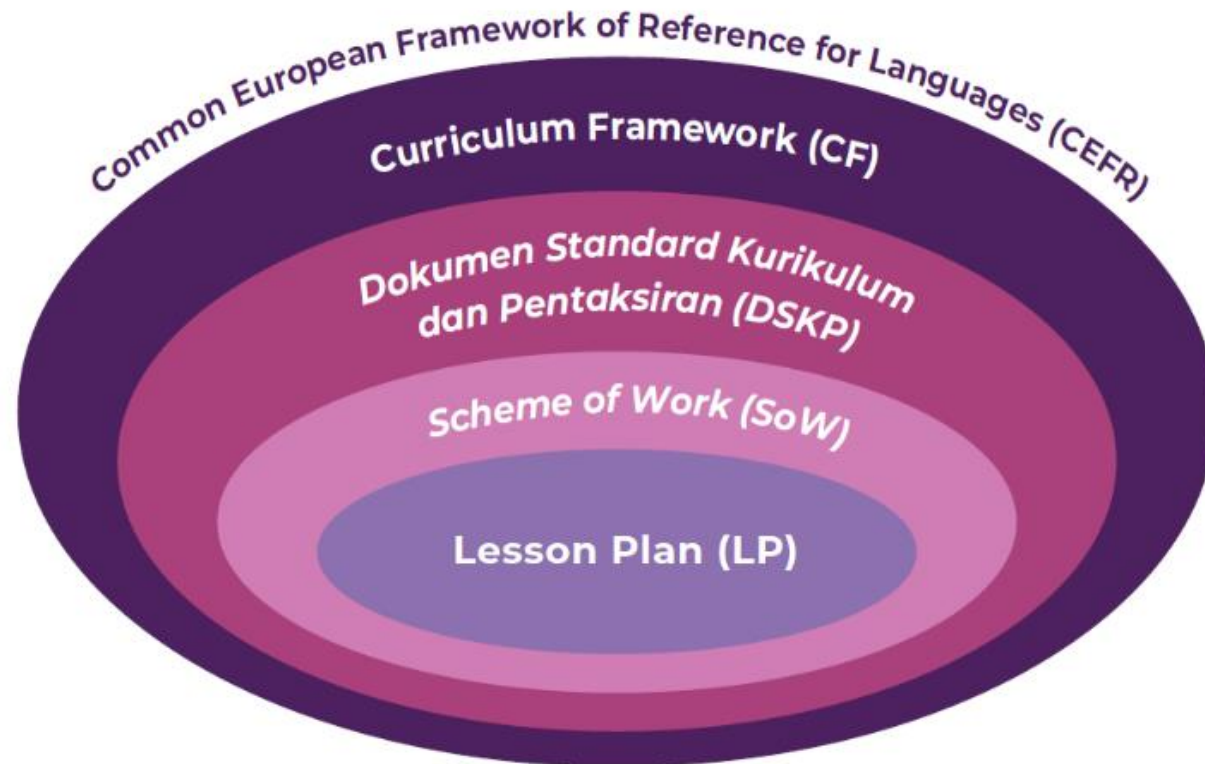 Common European Framework of Reference for Languages (CEFR)
Curriculum Framework (CF)
Dokumen Standard Kurikulum
dan Pentaksiran (DSKP)
Scheme of Work (SoW)
Lesson Plan (LP)